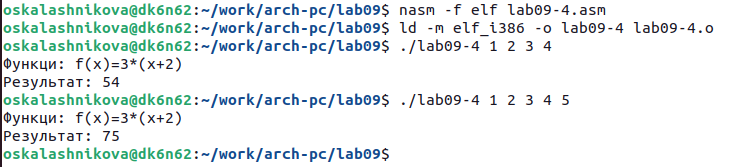 oskalashnikova@dk6n62:~/work/arch-pc/lab09$ nasm -f elf lab09-4.asm
oskalashnikova@dk6n62:~/work/arch-pc/lab09$ ld -m elf_i386 -o lab09-4 lab09-4.o
oskalashnikova@dk6n62:~/work/arch-pc/lab09$ ./lab09-4 1 2 3 4
Функци: f(x)=3*(x+2)
Результат: 54
oskalashnikova@dk6n62:~/work/arch-pc/lab09$ ./lab09-4 1 2 3 4 5
Функци: f(x)=3*(x+2)
Результат: 75
oskalashnikova@dk6n62:~/work/arch-pc/lab09$